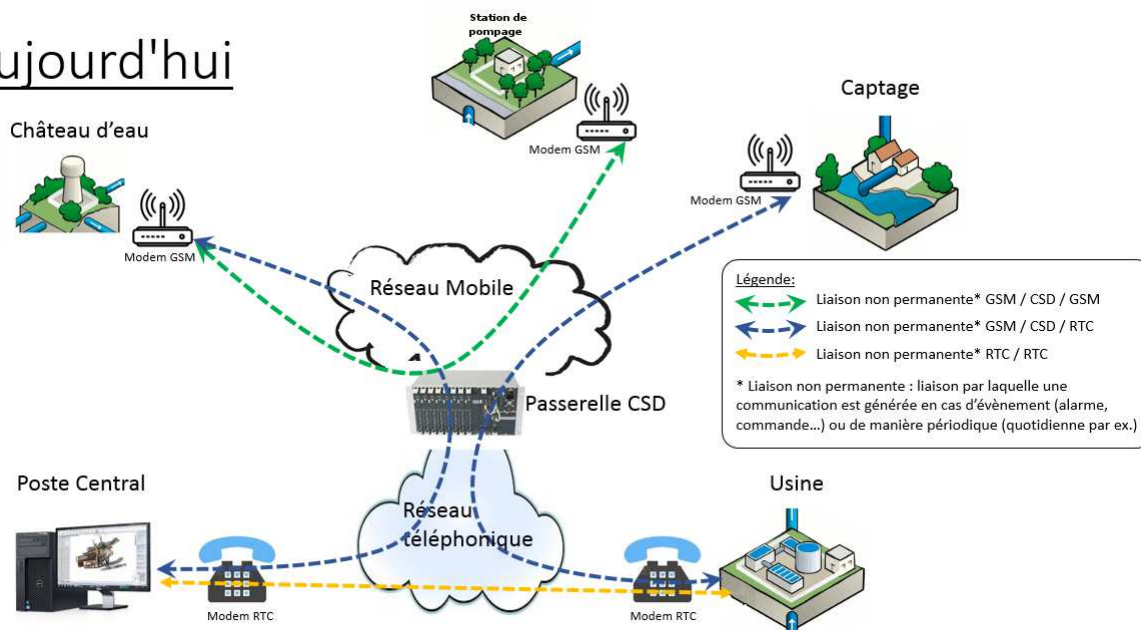 ujourd'hui
Station de
pompage
Modem GSM
Captage
Modem GSM
Château d'eau
Modem GSM
Réseau Mobile
Légende:
Liaison non permanente* GSM / CSD / GSM
Liaison non permanente* GSM / CSD / RTC
Liaison non permanente* RTC / RTC
* Liaison non permanente : liaison par laquelle une
communication est générée en cas d'évènement (alarme,
commande…) ou de manière périodique (quotidienne par ex.)
Passerelle CSD
Poste Central
Réseau
téléphonique
Usine
Modem RTC
Modem RTC